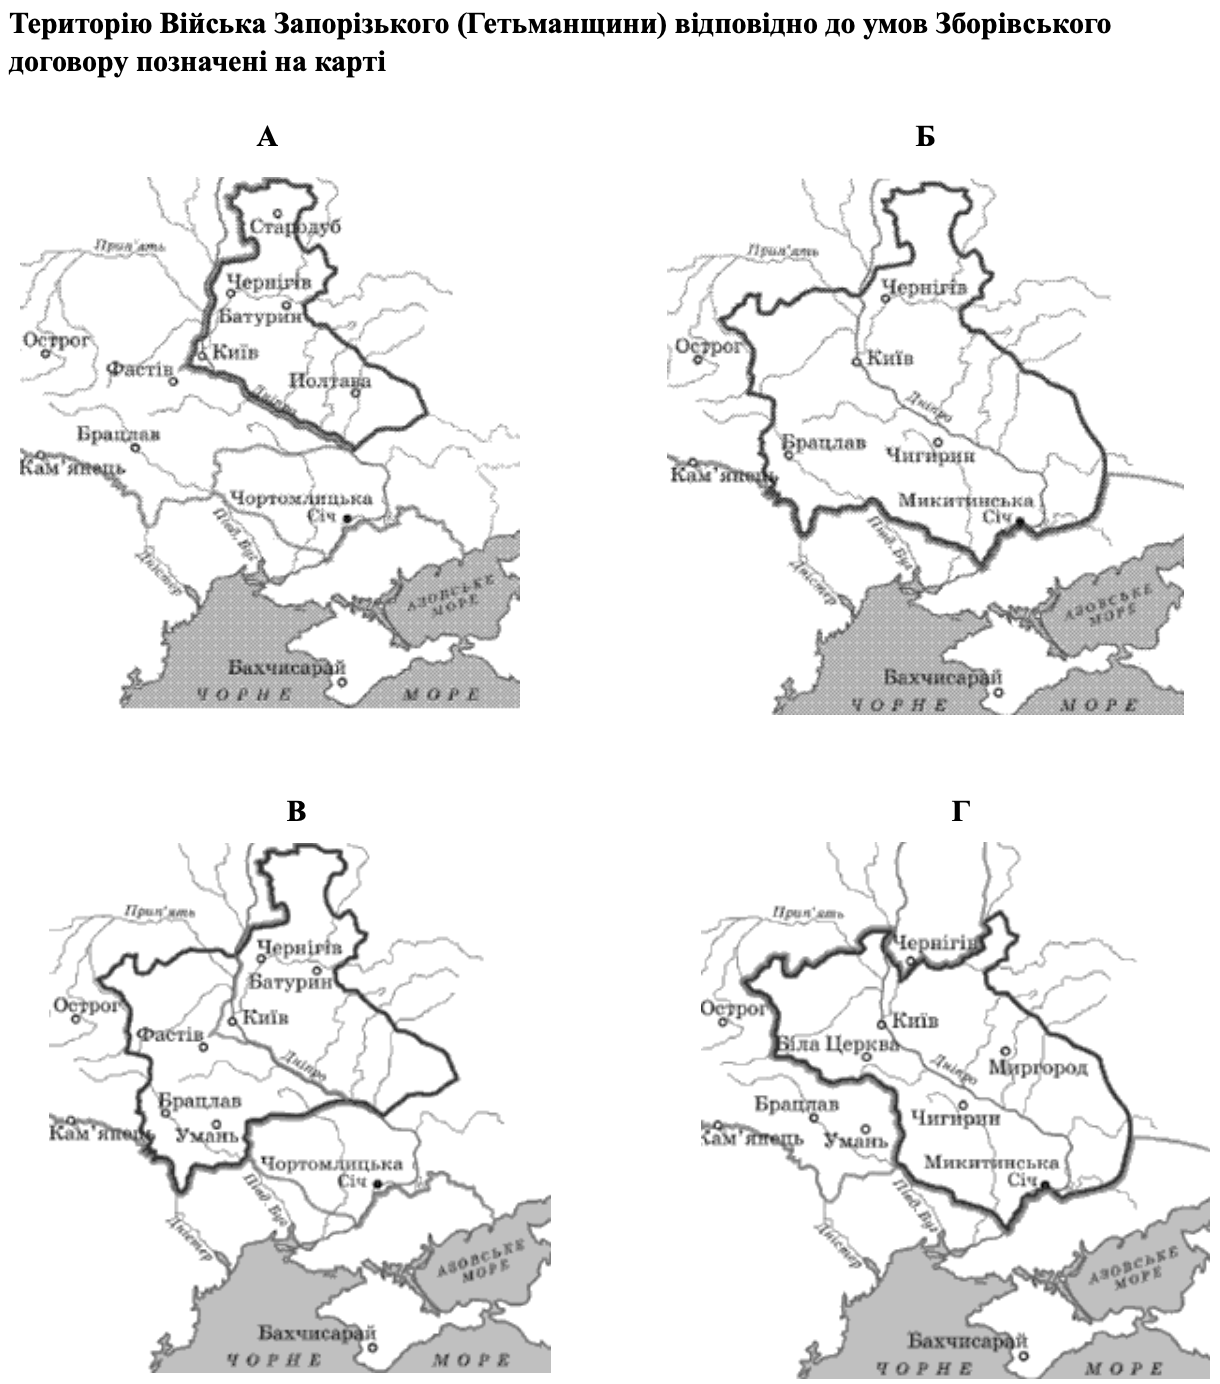 Територію Війська Запорізького (Гетьманщини) відповідно до умов Зборівського
договору позначені на карті
А
Стародуб
Прип'ять
Чернігів
Батурин
Острог
Київ
Фастів
Полтава
Дніпро
Брацлав
Кам'янець
Чортомлицька
Січ
Півд. Буг
Дністер
АЗОВСЬКЕ
МОРЕ
Бахчисарай
ЧОРНЕ МОРЕ
Б
Прип'ять
Чернігів
Острог
Київ
Дніпро
Брацлав
Чигирин
Кам'янець
Микитинська
Січ
Півд. Буг
Дністер
АЗОВСЬКЕ
МОРЕ
Бахчисарай
ЧОРНЕ МОРЕ
В
Прип'ять
Чернігів
Батурин
Острог
Київ
Фастів
Дніпро
Брацлав
Кам'янець
Умань
Чортомлицька
Січ
Півд. Буг
Дністер
АЗОВСЬКЕ
МОРЕ
Бахчисарай
ЧОРНЕ МОРЕ
Г
Прип'ять
Чернігів
Острог
Київ
Біла Церква
Миргород
Дніпро
Брацлав
Чигирин
Кам'янець
Умань
Микитинська
Січ
Півд. Буг
Дністер
АЗОВСЬКЕ
МОРЕ
Бахчисарай
ЧОРНЕ МОРЕ